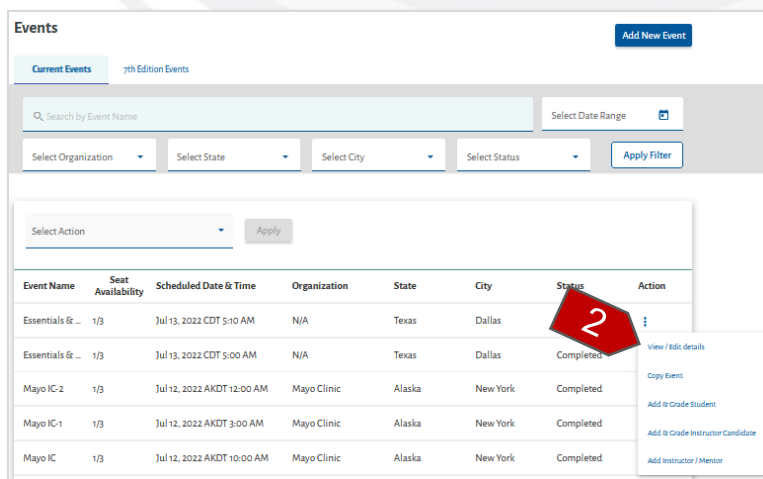 Events
Add New Event
Current Events 7th Edition Events
Search by Event Name Select Date Range
Select Organization Select State Select City Select Status Apply Filter
Select Action Apply
Event Name Seat Availability Scheduled Date & Time Organization State City Status Action
Essentials & ... 1/3 Jul 13, 2022 CDT 5:10 AM N/A Texas Dallas
2
Essentials & ... 1/3 Jul 13, 2022 CDT 5:00 AM N/A Texas Dallas Completed
View / Edit details
Mayo IC-2 1/3 Jul 12, 2022 AKDT 12:00 AM Mayo Clinic Alaska New York Completed
Copy Event
Add & Grade Student
Mayo IC-1 1/3 Jul 12, 2022 AKDT 3:00 AM Mayo Clinic Alaska New York Completed
Add & Grade Instructor Candidate
Mayo IC 1/3 Jul 12, 2022 AKDT 10:00 AM Mayo Clinic Alaska New York Completed
Add Instructor / Mentor